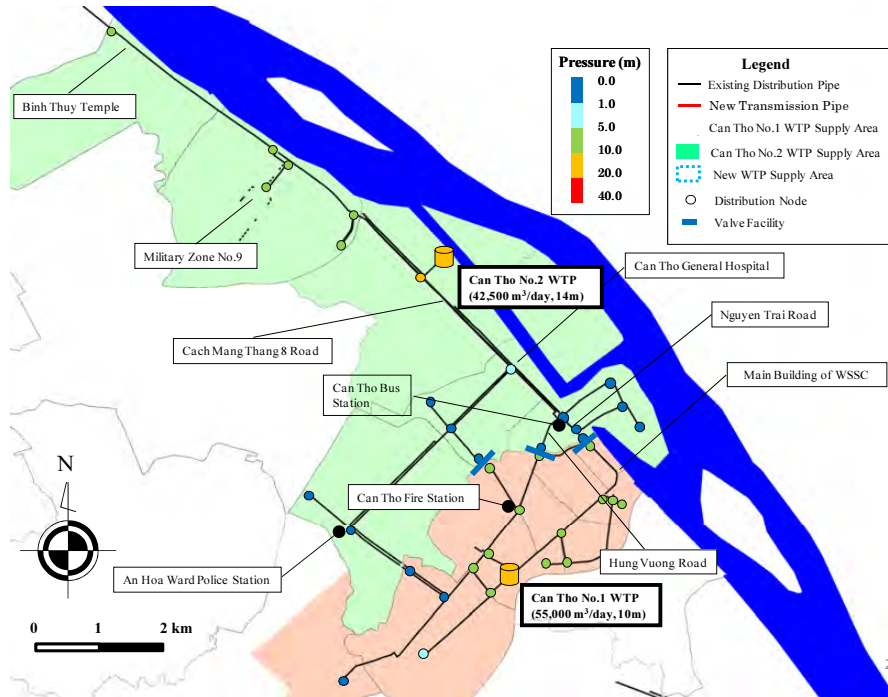 Pressure (m)
0.0
1.0
5.0
10.0
20.0
40.0
Legend
Existing Distribution Pipe
New Transmission Pipe
Can Tho No.1 WTP Supply Area
Can Tho No.2 WTP Supply Area
New WTP Supply Area
Distribution Node
Valve Facility
Binh Thuy Temple
Military Zone No.9
Can Tho General Hospital
Can Tho No.2 WTP
(42,500 m³/day, 14m)
Nguyen Trai Road
Cach Mang Thang 8 Road
Main Building of WSSC
Can Tho Bus
Station
N
Can Tho Fire Station
Hung Vuong Road
An Hoa Ward Police Station
Can Tho No.1 WTP
(55,000 m³/day, 10m)
0 1 2 km
2